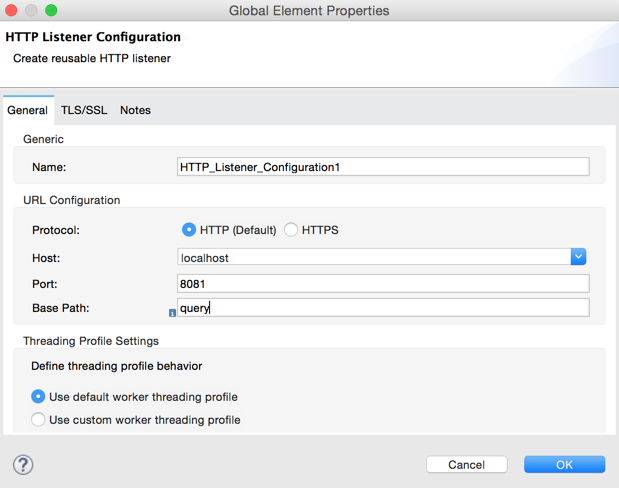 Global Element Properties
HTTP Listener Configuration
Create reusable HTTP listener
General TLS/SSL Notes
Generic
Name: HTTP_Listener_Configuration1
URL Configuration
Protocol: HTTP (Default) HTTPS
Host: localhost
Port: 8081
Base Path: query
Threading Profile Settings
Define threading profile behavior
Use default worker threading profile
Use custom worker threading profile
? Cancel OK